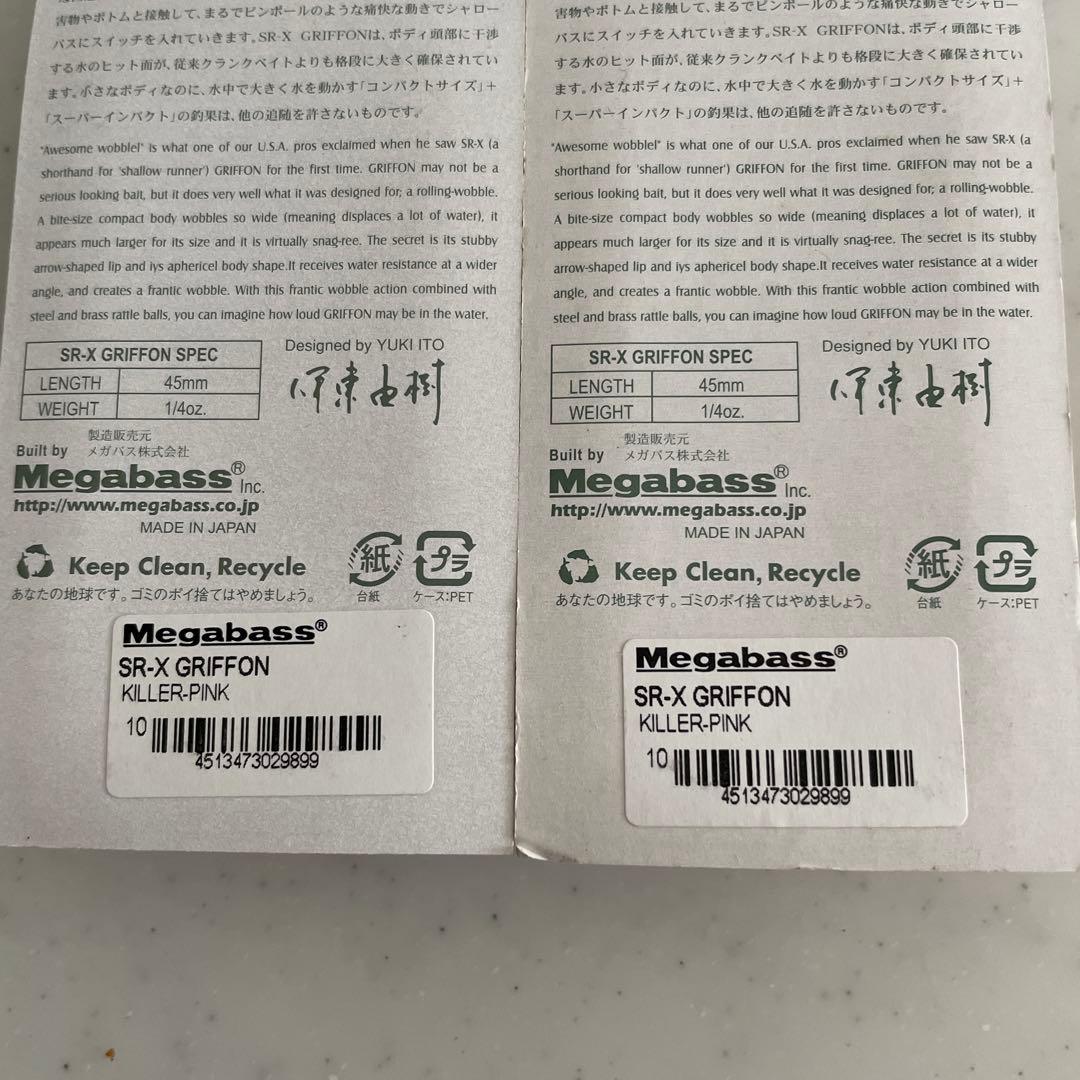 害物やボトムと接触して、まるでピンボールのような痛快な動きでシャロー
バスにスイッチを入れていきます。SR-X GRIFFONは、ボディ頭部に干渉
する水のヒット面が、従来クランクベイトよりも格段に大きく確保されてい
ます。小さなボディなのに、水中で大きく水を動かす「コンパクトサイズ」+
「スーパーインパクト」の釣果は、他の追随を許さないものです。
"Awesome wobblel" is what one of our U.S.A. pros exclaimed when he saw SR-X (a
shorthand for 'shallow runner') GRIFFON for the first time. GRIFFON may not be a
serious looking bait, but it does very well what it was designed for; a rolling-wobble.
A bite-size compact body wobbles so wide (meaning displaces a lot of water), it
appears much larger for its size and it is virtually snag-ree. The secret is its stubby
arrow-shaped lip and iys aphericel body shape.It receives water resistance at a wider
angle, and creates a frantic wobble. With this frantic wobble action combined with
steel and brass rattle balls, you can imagine how loud GRIFFON may be in the water.
SR-X GRIFFON SPEC
LENGTH 45mm
WEIGHT 1/4oz.
Designed by YUKI ITO
伊東由樹
製造販売元
Built by メガバス株式会社
Megabass® Inc.
http://www.megabass.co.jp
MADE IN JAPAN
Keep Clean, Recycle
あなたの地球です。ゴミのポイ捨てはやめましょう。
紙
台紙
プラ
ケース:PET
Megabass®
SR-X GRIFFON
KILLER-PINK
10
4513473029899
害物やボトムと接触して、まるでピンボールのような痛快な動きでシャロー
バスにスイッチを入れていきます。SR-X GRIFFONは、ボディ頭部に干渉
する水のヒット面が、従来クランクベイトよりも格段に大きく確保されてい
ます。小さなボディなのに、水中で大きく水を動かす「コンパクトサイズ」+
「スーパーインパクト」の釣果は、他の追随を許さないものです。
"Awesome wobblel" is what one of our U.S.A. pros exclaimed when he saw SR-X (a
shorthand for 'shallow runner') GRIFFON for the first time. GRIFFON may not be a
serious looking bait, but it does very well what it was designed for; a rolling-wobble.
A bite-size compact body wobbles so wide (meaning displaces a lot of water), it
appears much larger for its size and it is virtually snag-ree. The secret is its stubby
arrow-shaped lip and iys aphericel body shape.It receives water resistance at a wider
angle, and creates a frantic wobble. With this frantic wobble action combined with
steel and brass rattle balls, you can imagine how loud GRIFFON may be in the water.
SR-X GRIFFON SPEC
LENGTH 45mm
WEIGHT 1/4oz.
Designed by YUKI ITO
伊東由樹
製造販売元
Built by メガバス株式会社
Megabass® Inc.
http://www.megabass.co.jp
MADE IN JAPAN
Keep Clean, Recycle
あなたの地球です。ゴミのポイ捨てはやめましょう。
紙
台紙
プラ
ケース:PET
Megabass®
SR-X GRIFFON
KILLER-PINK
10
4513473029899